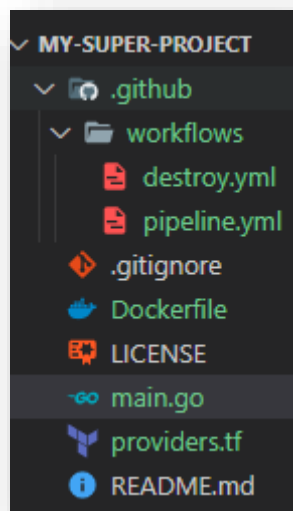 MY-SUPER-PROJECT
.github
workflows
destroy.yml
pipeline.yml
.gitignore
Dockerfile
LICENSE
main.go
providers.tf
README.md